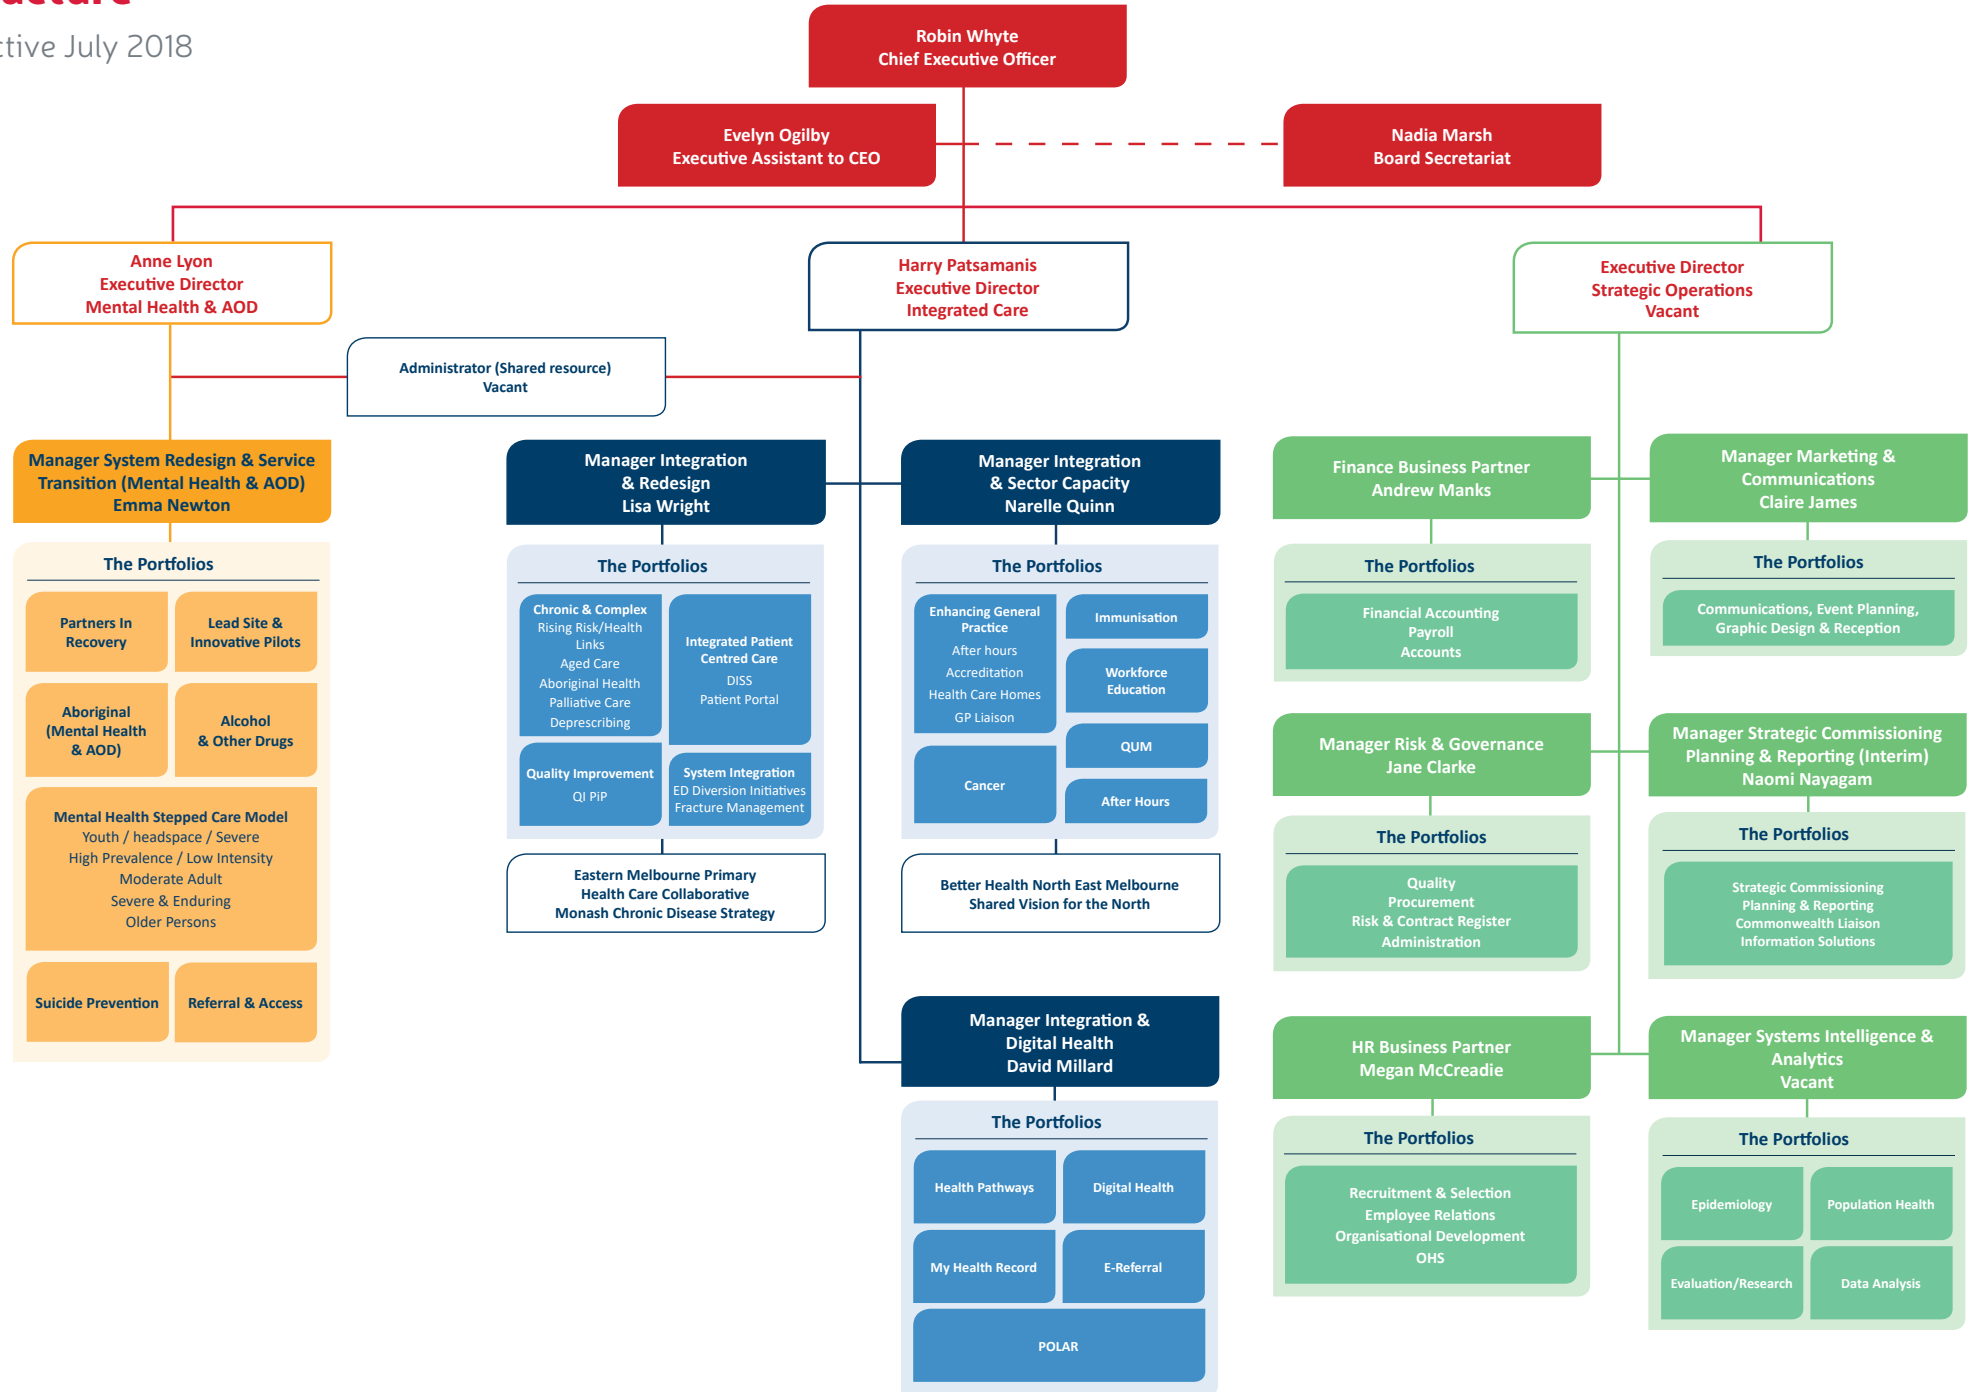 ctive July 2018
Robin Whyte
Chief Executive Officer
Evelyn Ogilby
Executive Assistant to CEO
Nadia Marsh
Board Secretariat
Anne Lyon
Executive Director
Mental Health & AOD
Harry Patsamanis
Executive Director
Integrated Care
Executive Director
Strategic Operations
Vacant
Administrator (Shared resource)
Vacant
Manager System Redesign & Service
Transition (Mental Health & AOD)
Emma Newton
The Portfolios
Partners In
Recovery
Lead Site &
Innovative Pilots
Aboriginal
(Mental Health
& AOD)
Alcohol
& Other Drugs
Mental Health Stepped Care Model
Youth / headspace / Severe
High Prevalence / Low Intensity
Moderate Adult
Severe & Enduring
Older Persons
Suicide Prevention
Referral & Access
Manager Integration
& Redesign
Lisa Wright
The Portfolios
Chronic & Complex
Rising Risk/Health
Links
Aged Care
Aboriginal Health
Palliative Care
Deprescribing
Integrated Patient
Centred Care
DISS
Patient Portal
Quality Improvement
QI PiP
System Integration
ED Diversion Initiatives
Fracture Management
Eastern Melbourne Primary
Health Care Collaborative
Monash Chronic Disease Strategy
Manager Integration
& Sector Capacity
Narelle Quinn
The Portfolios
Enhancing General
Practice
After hours
Accreditation
Health Care Homes
GP Liaison
Immunisation
Workforce
Education
QUM
Cancer
After Hours
Better Health North East Melbourne
Shared Vision for the North
Manager Integration &
Digital Health
David Millard
The Portfolios
Health Pathways
Digital Health
My Health Record
E-Referral
POLAR
Finance Business Partner
Andrew Manks
The Portfolios
Financial Accounting
Payroll
Accounts
Manager Marketing &
Communications
Claire James
The Portfolios
Communications, Event Planning,
Graphic Design & Reception
Manager Risk & Governance
Jane Clarke
The Portfolios
Quality
Procurement
Risk & Contract Register
Administration
Manager Strategic Commissioning
Planning & Reporting (Interim)
Naomi Nayagam
The Portfolios
Strategic Commissioning
Planning & Reporting
Commonwealth Liaison
Information Solutions
HR Business Partner
Megan McCreadie
The Portfolios
Recruitment & Selection
Employee Relations
Organisational Development
OHS
Manager Systems Intelligence &
Analytics
Vacant
The Portfolios
Epidemiology
Population Health
Evaluation/Research
Data Analysis